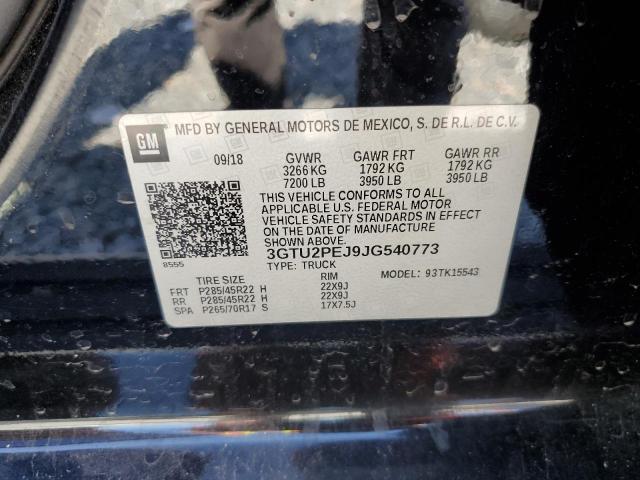 GM
MFD BY GENERAL MOTORS DE MEXICO, S. DE R.L. DE C.V.
09/18 GVWR GAWR FRT GAWR RR
3266 KG 1792 KG 1792 KG
7200 LB 3950 LB 3950 LB
THIS VEHICLE CONFORMS TO ALL
APPLICABLE U.S. FEDERAL MOTOR
VEHICLE SAFETY STANDARDS IN EFFECT
ON THE DATE OF MANUFACTURE SHOWN ABOVE.
3GTU2PEJ9JG540773
8555 TYPE: TRUCK MODEL: 93TK15543
TIRE SIZE RIM
FRT P285/45R22 H 22X9J
RR P285/45R22 H 22X9J
SPA P265/70R17 S 17X7.5J